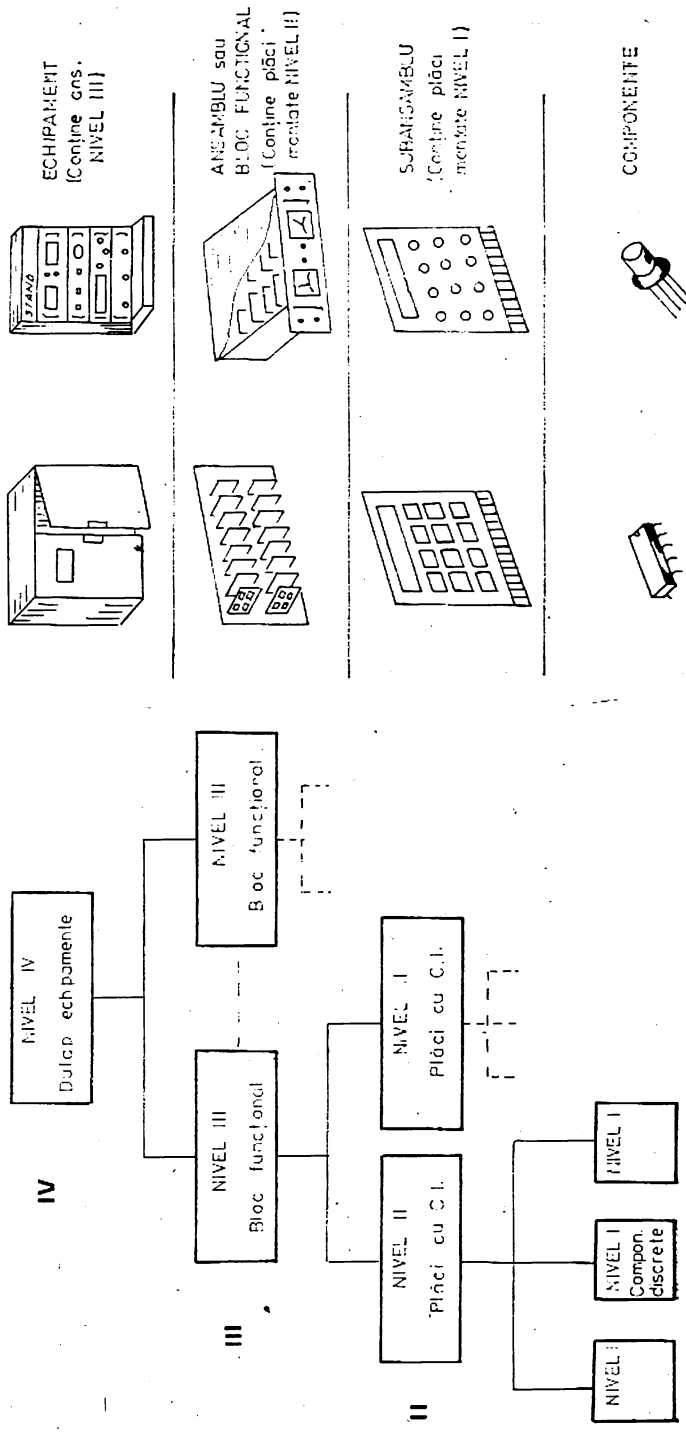 IV
NIVEL IV
Dulap echipamente
III
NIVEL III
Bloc funcțional
NIVEL III
Bloc funcțional
II
NIVEL II
Plăci cu C.I.
NIVEL II
Plăci cu C.I.
NIVEL I
NIVEL I
Compon.
discrete
NIVEL I
STAND
ECHIPAMENT
(Conține ans.
NIVEL III)
ANSAMBLU sau
BLOC FUNCTIONAL
(Conține plăci
montate NIVEL II)
SUBANSAMBLU
(Conține plăci
montate NIVEL I)
COMPONENTE